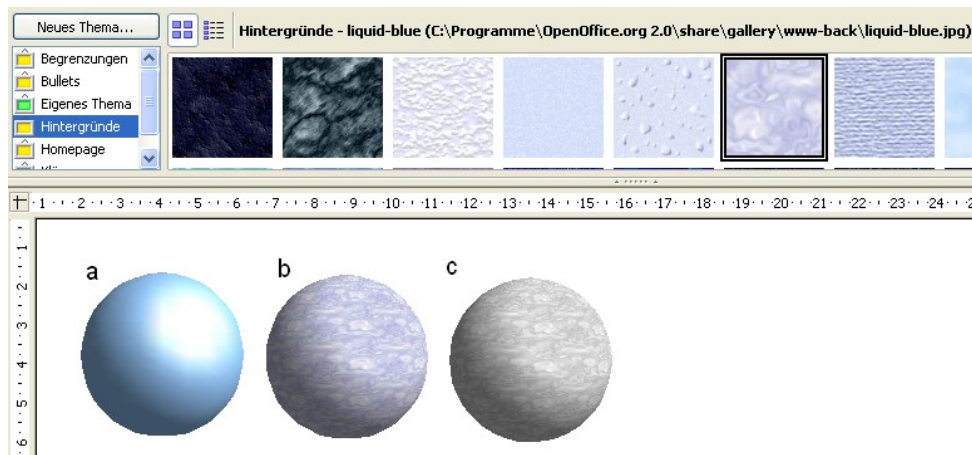 Neues Thema...
Hintergründe - liquid-blue (C:\Programme\OpenOffice.org 2.0\share\gallery\www-back\liquid-blue.jpg)
Begrenzungen
Bullets
Eigenes Thema
Hintergründe
Homepage
1 2 3 4 5 6 7 8 9 10 11 12 13 14 15 16 17 18 19 20 21 22 23 24
1
2
3
4
5
6
a b c